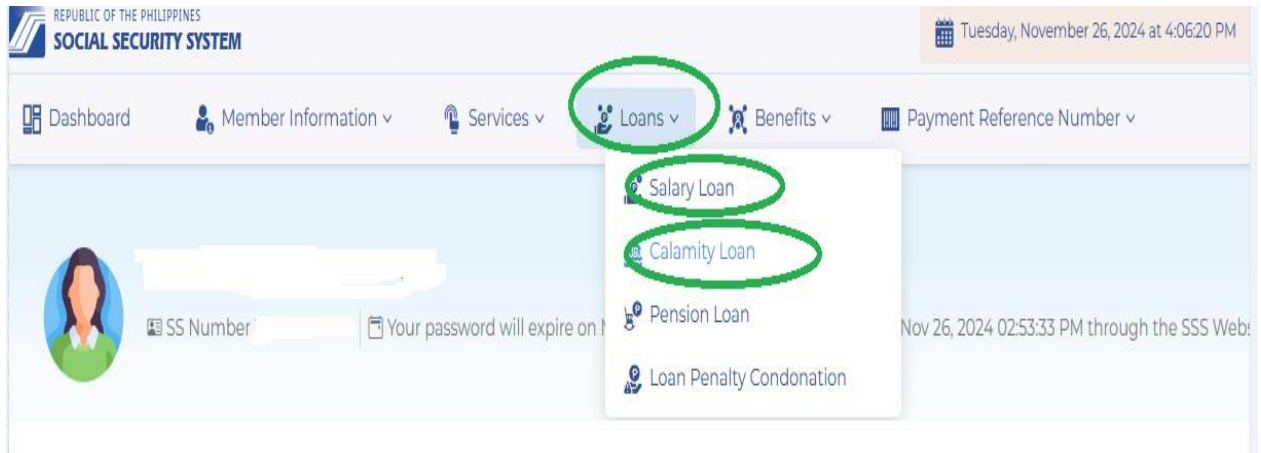 REPUBLIC OF THE PHILIPPINES
SOCIAL SECURITY SYSTEM
Tuesday, November 26, 2024 at 4:06:20 PM
Dashboard Member Information Services Loans Benefits Payment Reference Number
Salary Loan
Calamity Loan
Pension Loan
SS Number Your password will expire on Nov 26, 2024 02:53:33 PM through the SSS
Loan Penalty Condonation